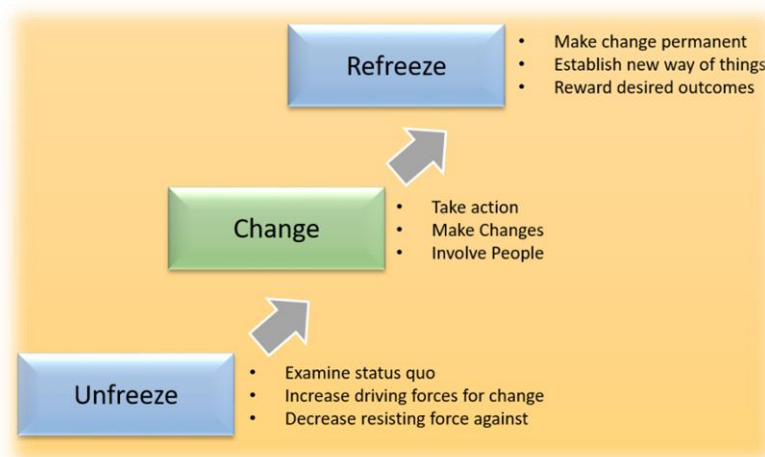 Refreeze
• Make change permanent
• Establish new way of things
• Reward desired outcomes
Change
• Take action
• Make Changes
• Involve People
Unfreeze
• Examine status quo
• Increase driving forces for change
• Decrease resisting force against